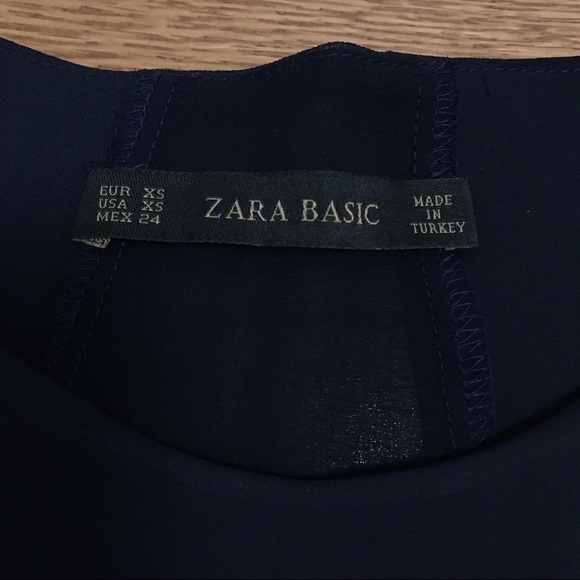 EUR XS
USA XS
MEX 24
ZARA BASIC
MADE
IN
TURKEY